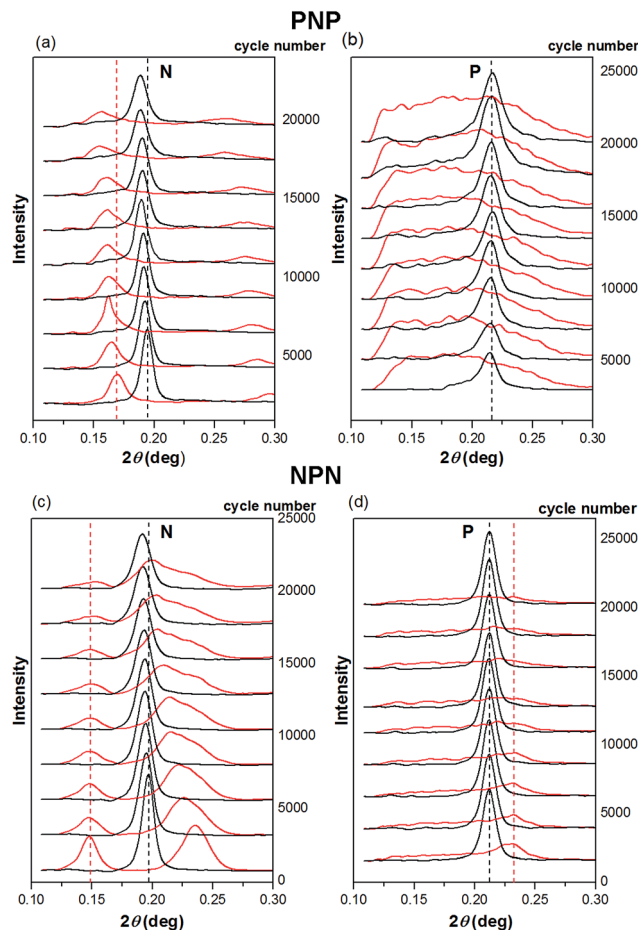 PNP
(a)
cycle number
N
20000
15000
10000
5000
Intensity
0.10 0.15 0.20 0.25 0.30
2θ (deg)
(b)
cycle number
P
25000
20000
15000
10000
5000
Intensity
0.10 0.15 0.20 0.25 0.30
2θ (deg)
NPN
(c)
cycle number
N
25000
20000
15000
10000
5000
0
Intensity
0.10 0.15 0.20 0.25 0.30
2θ (deg)
(d)
cycle number
P
25000
20000
15000
10000
5000
0
Intensity
0.10 0.15 0.20 0.25 0.30
2θ (deg)